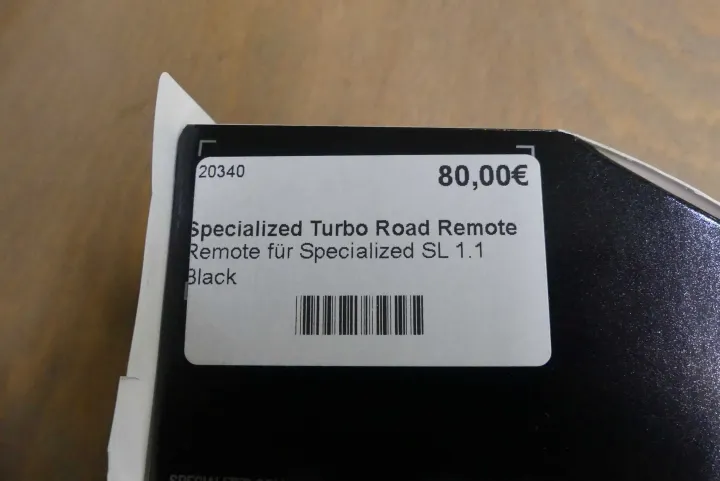 20340
80,00€
Specialized Turbo Road Remote
Remote für Specialized SL 1.1
Black